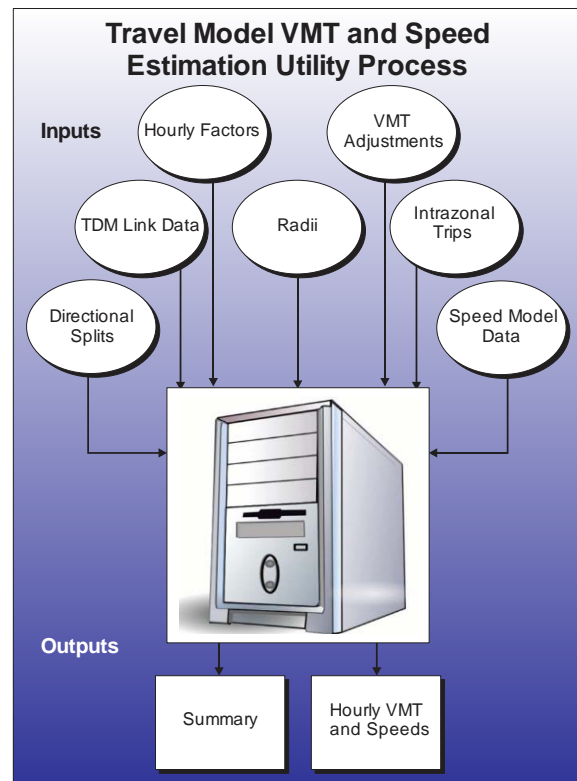 Travel Model VMT and Speed
Estimation Utility Process
Inputs
Hourly Factors
VMT
Adjustments
TDM Link Data
Radii
Intrazonal
Trips
Directional
Splits
Speed Model
Data
Outputs
Summary
Hourly VMT
and Speeds